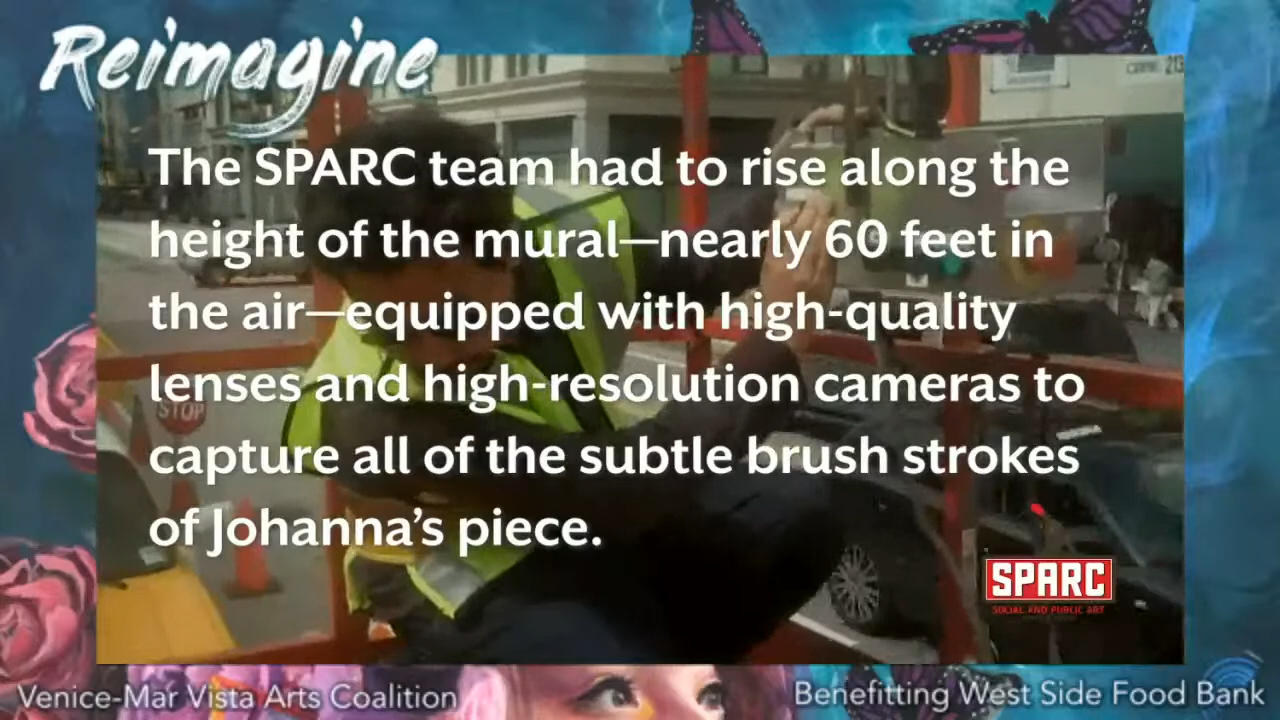 Reimagine
The SPARC team had to rise along the
height of the mural—nearly 60 feet in
the air—equipped with high-quality
lenses and high-resolution cameras to
capture all of the subtle brush strokes
of Johanna’s piece.
STOP
SPARC
SOCIAL AND PUBLIC ART
Venice-Mar Vista Arts Coalition
Benefitting West Side Food Bank